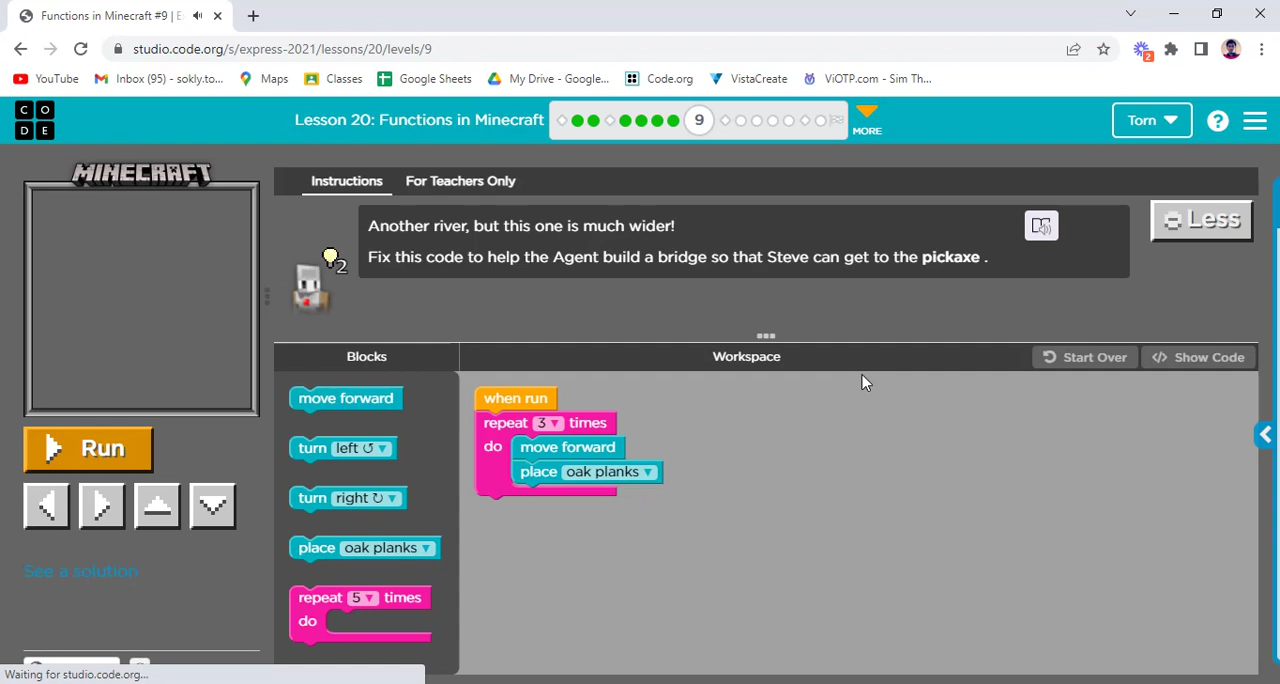 Functions in Minecraft #9 | E
studio.code.org/s/express-2021/lessons/20/levels/9
2
YouTube
Inbox (95) - sokly.to...
Maps
Classes
Google Sheets
My Drive - Google...
Code.org
VistaCreate
ViOTP.com - Sim Th...
C O
D E
Lesson 20: Functions in Minecraft
9
MORE
Torn
?
MINECRAFT
Instructions
For Teachers Only
Another river, but this one is much wider!
Fix this code to help the Agent build a bridge so that Steve can get to the pickaxe .
2
Less
Blocks
Workspace
Start Over
Show Code
move forward
turn left
turn right
place oak planks
repeat 5 times
do
when run
repeat 3 times
do
move forward
place oak planks
Run
See a solution
Waiting for studio.code.org...